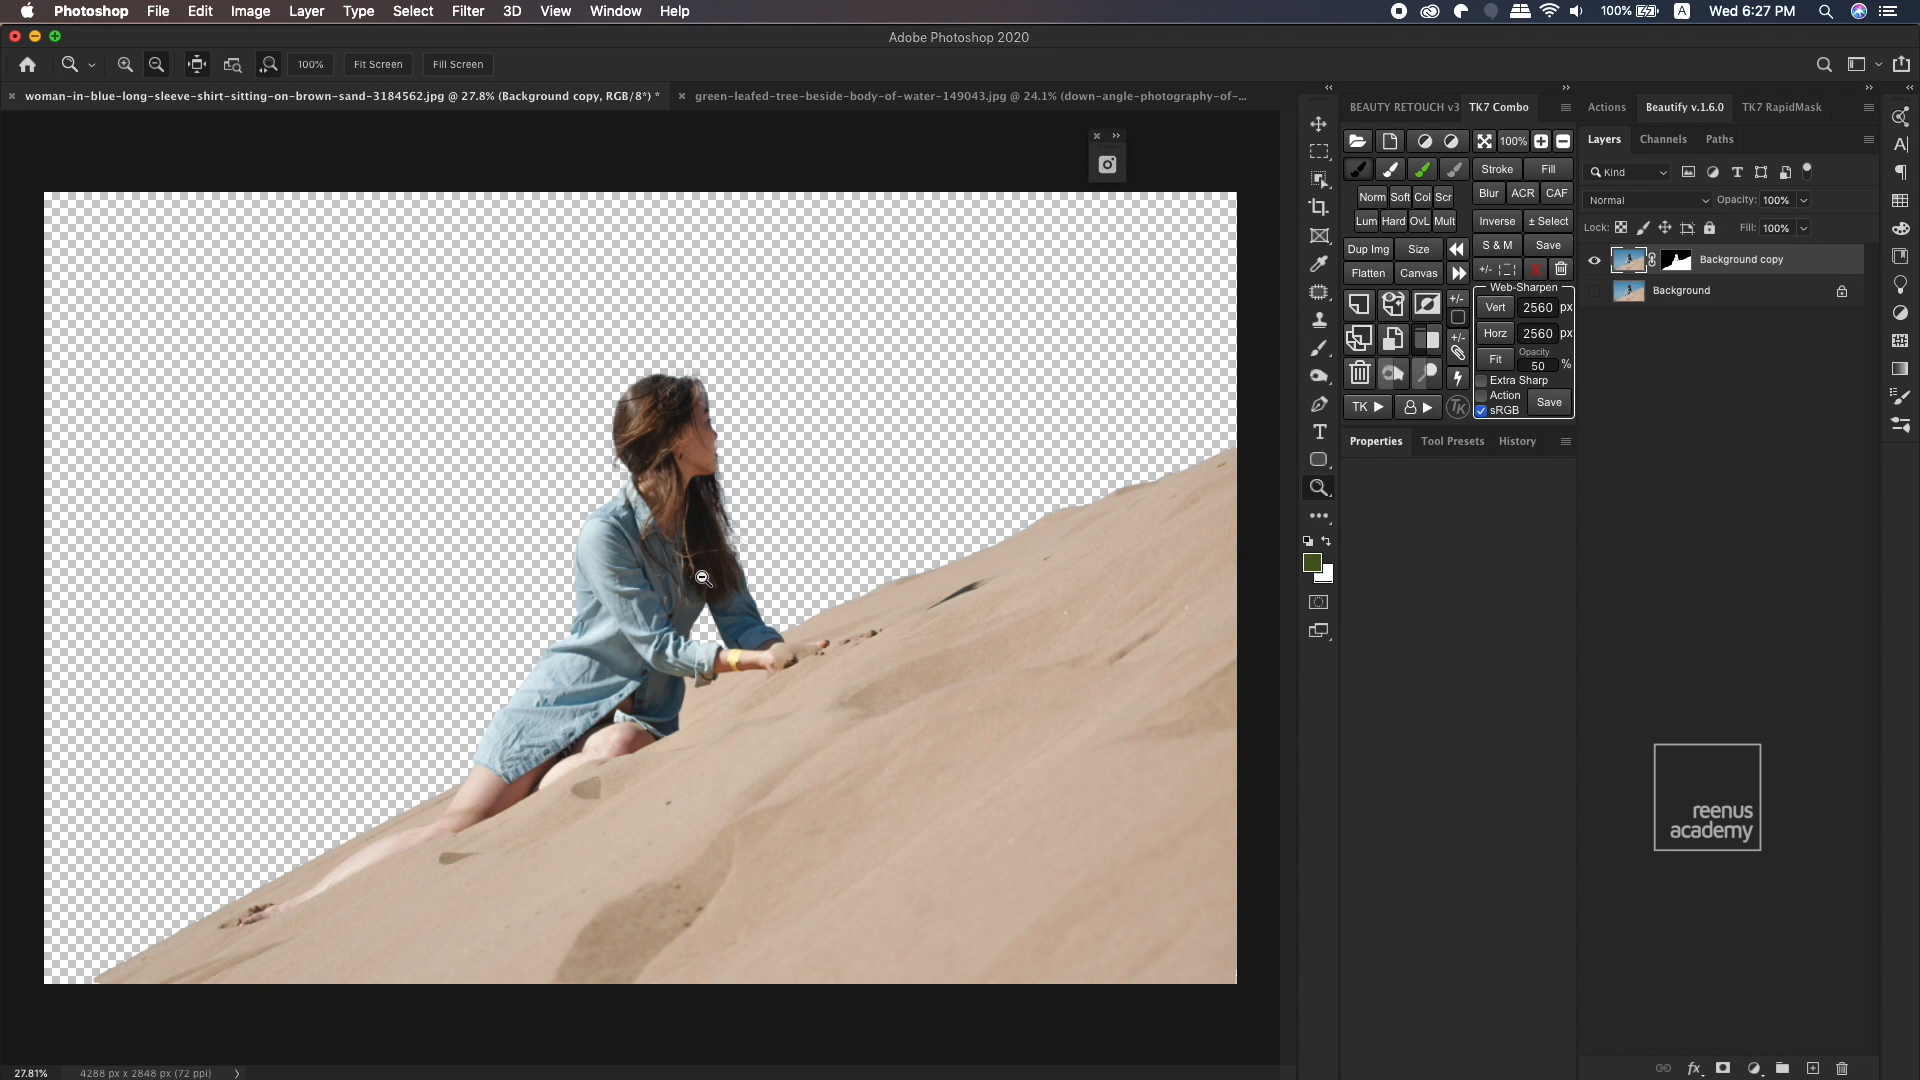 Photoshop File Edit Image Layer Type Select Filter 3D View Window Help 100% A Wed 6:27 PM
Adobe Photoshop 2020
100% Fit Screen Fill Screen
woman-in-blue-long-sleeve-shirt-sitting-on-brown-sand-3184562.jpg @ 27.8% (Background copy, RGB/8*) *
green-leafed-tree-beside-body-of-water-149043.jpg @ 24.1% (down-angle-photography-of-...
BEAUTY RETOUCH v3 TK7 Combo
Actions Beautify v.1.6.0 TK7 RapidMask
100%
Stroke Fill
Norm Soft Col Scr
Blur ACR CAF
Lum Hard OvL Mult
Inverse ± Select
Dup Img Size
S & M Save
Flatten Canvas
+/-
Web-Sharpen
+/-
Vert 2560 px
Horz 2560 px
+/-
Opacity
Fit 50 %
Extra Sharp
Action
Save
sRGB
TK
TK
Properties Tool Presets History
Layers Channels Paths
Kind
Normal Opacity: 100%
Lock: Fill: 100%
Background copy
Background
reenus
academy
fx
27.81% 4288 px x 2848 px (72 ppi)